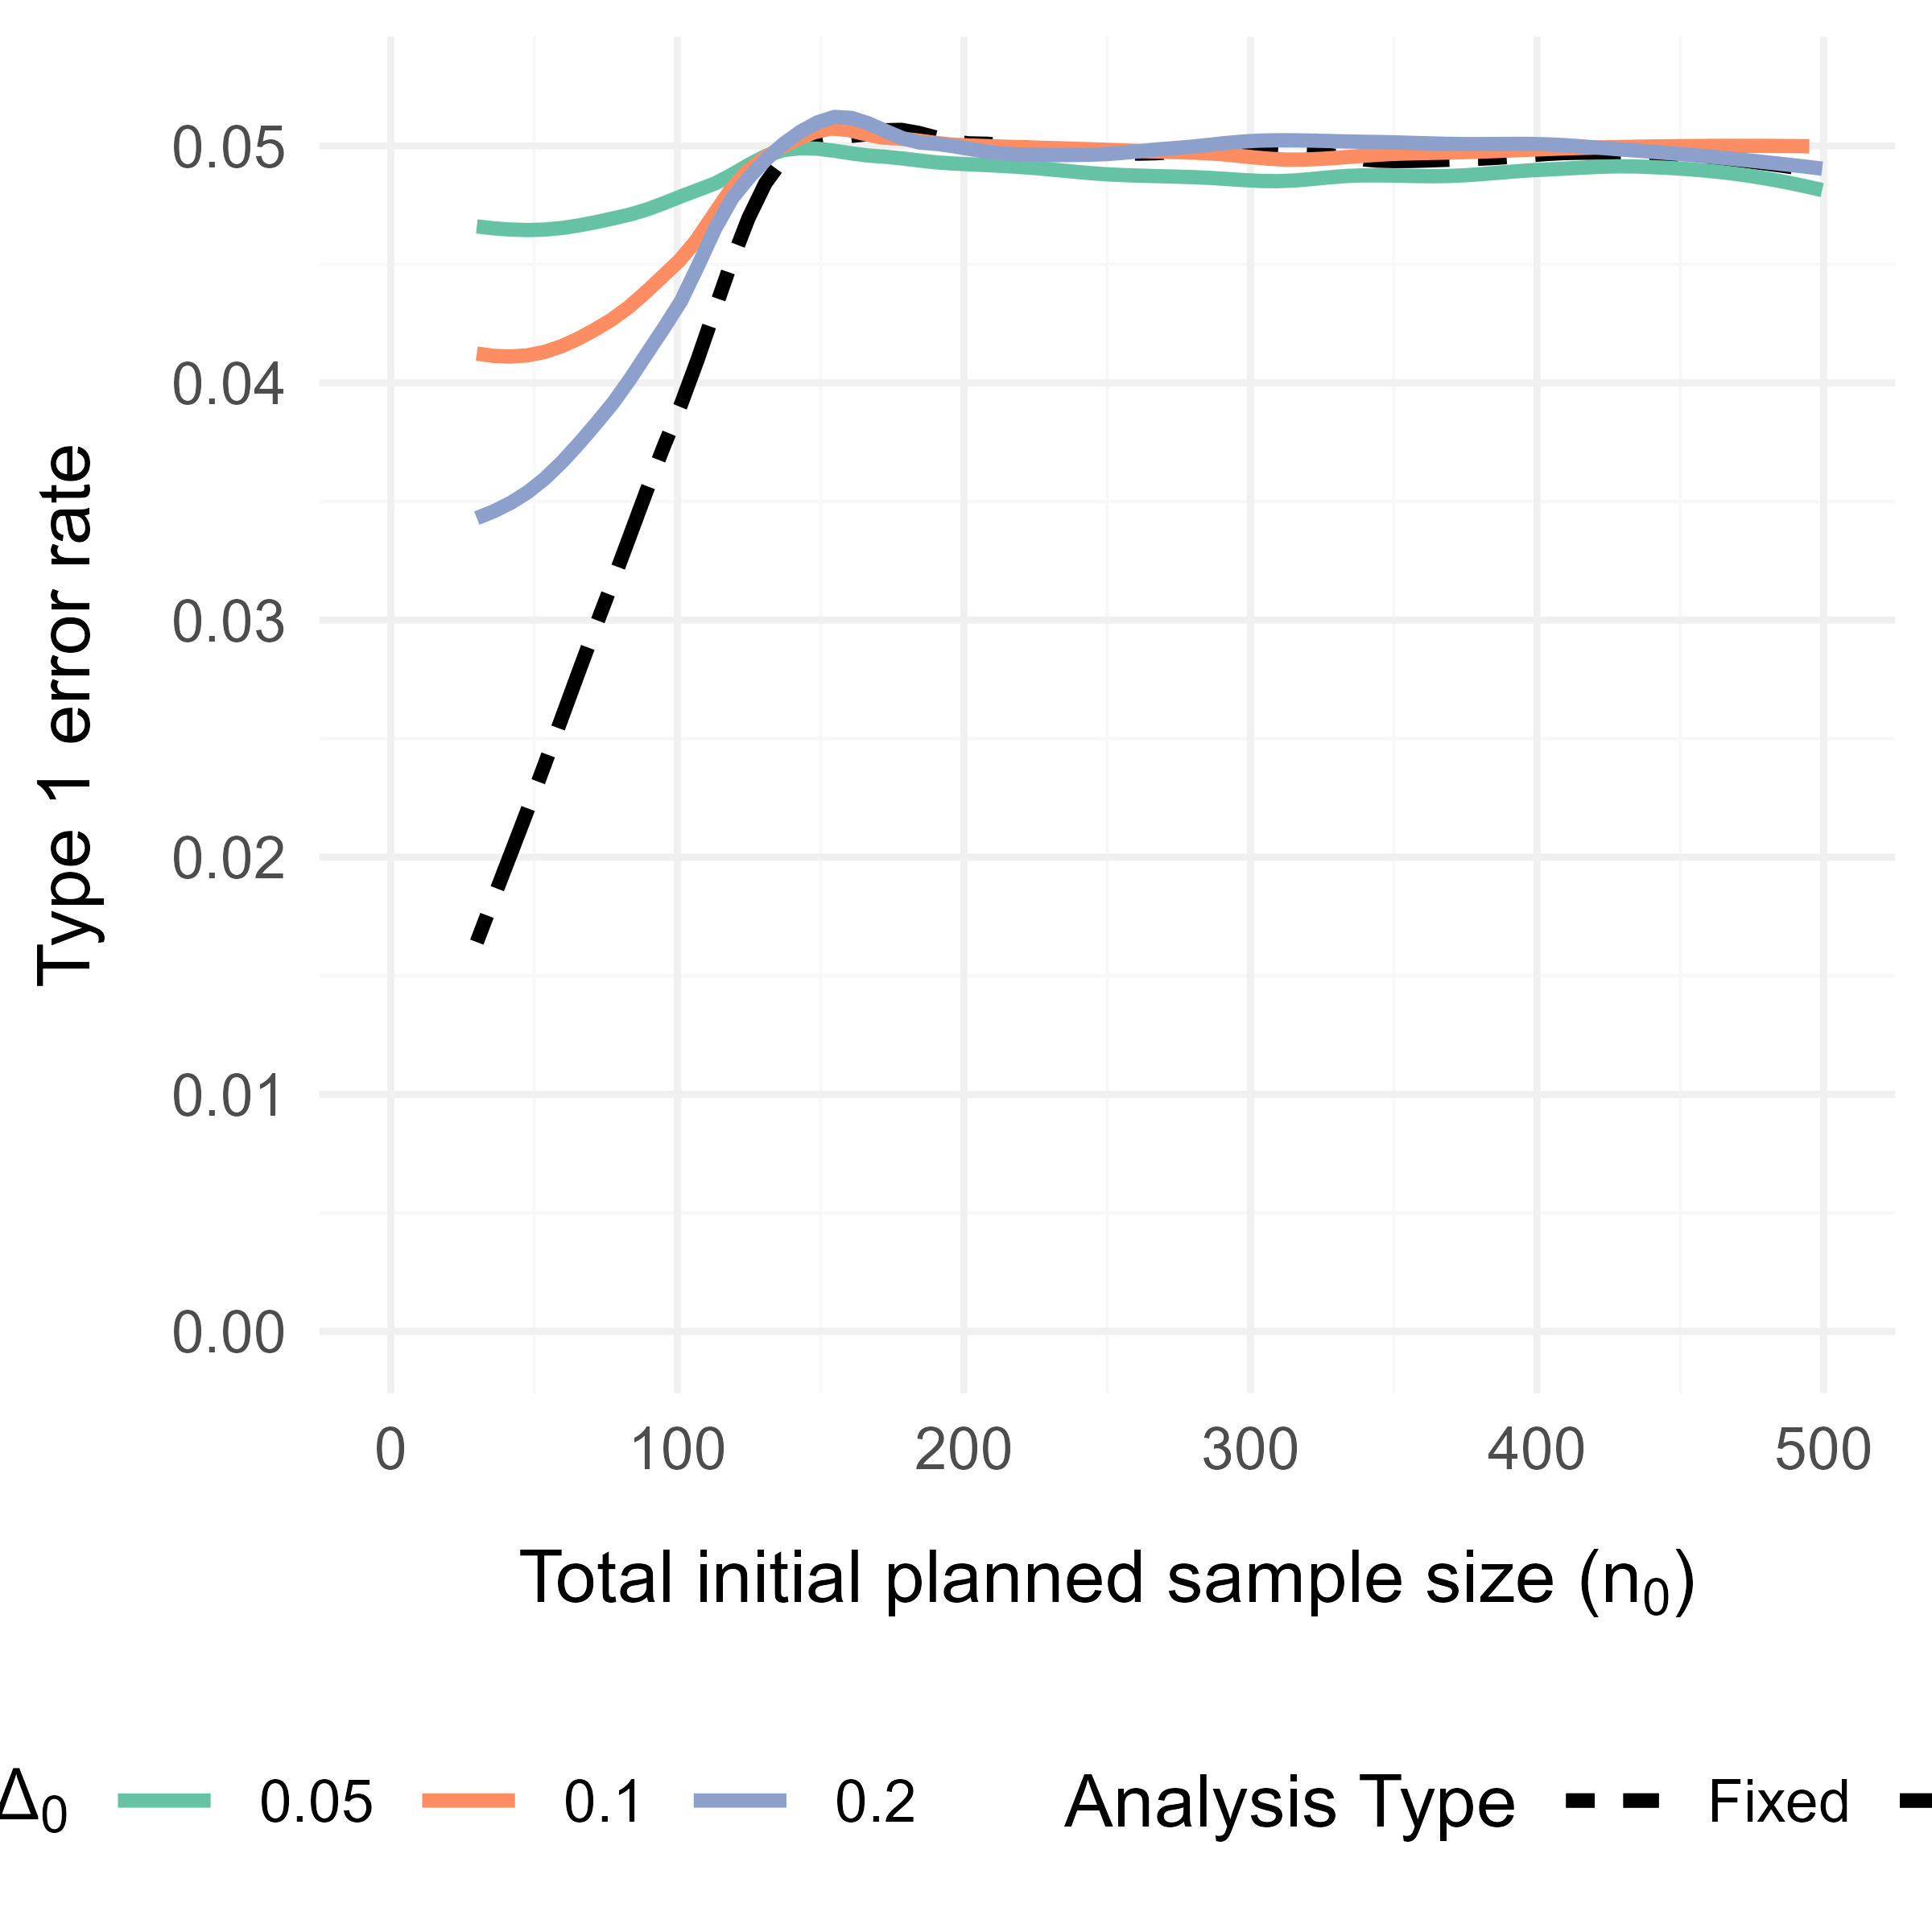 0.05
0.04
0.03
0.02
0.01
0.00
Type 1 error rate
0 100 200 300 400 500
Total initial planned sample size (n₀)
Δ₀ 0.05 0.1 0.2 Analysis Type Fixed